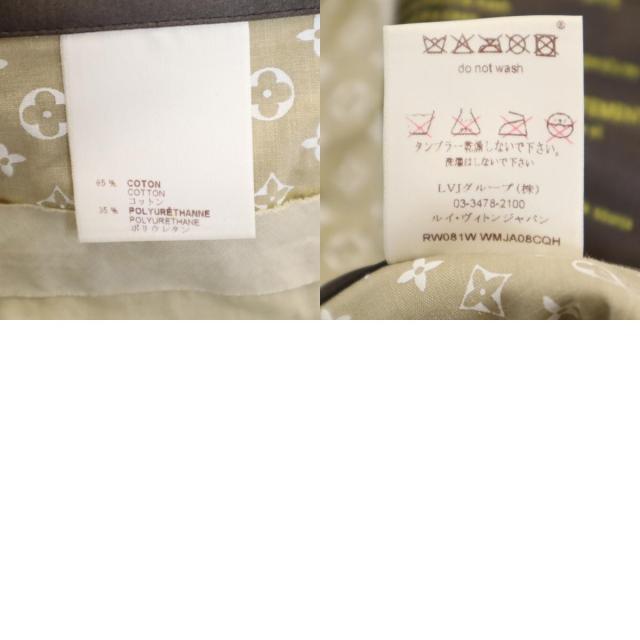 65% COTON
COTTON
コットン
35% POLYURÉTHANNE
POLYURETHANE
ポリウレタン
®
do not wash
タンブラー乾燥しないで下さい。
洗濯はしないで下さい。
LVJグループ(株)
03-3478-2100
ルイ・ヴィトン ジャパン
RW081W WMJA08CQH